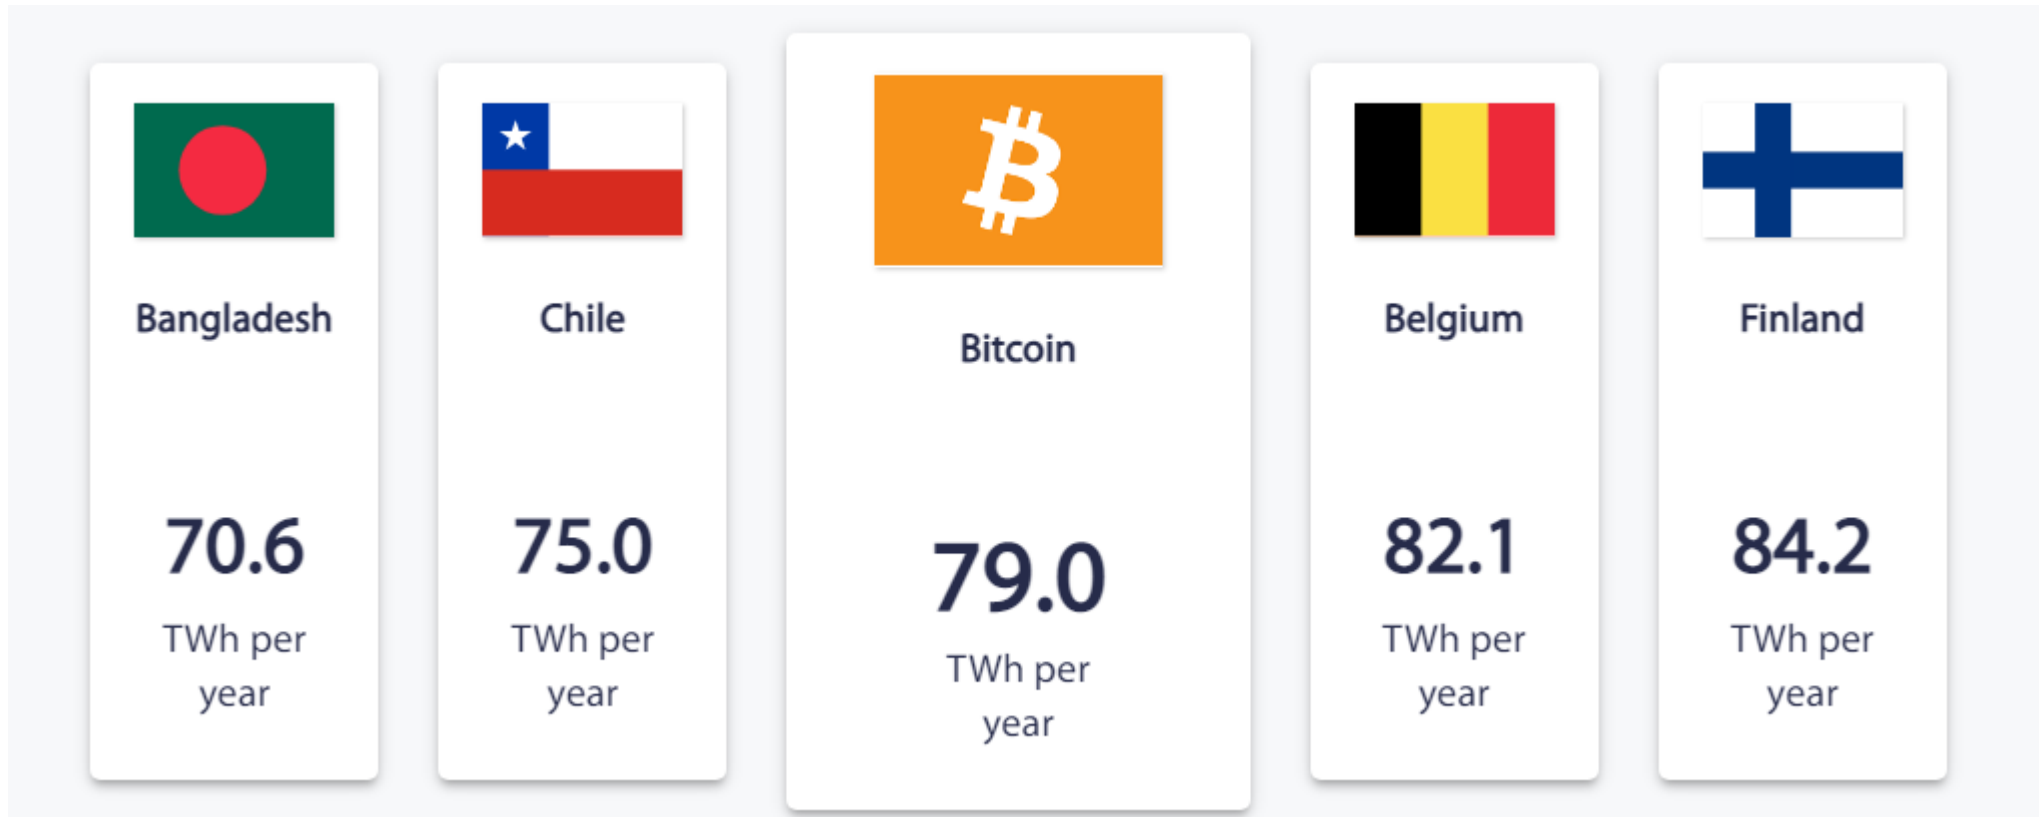 Bangladesh
70.6
TWh per
year
Chile
75.0
TWh per
year
Bitcoin
79.0
TWh per
year
Belgium
82.1
TWh per
year
Finland
84.2
TWh per
year